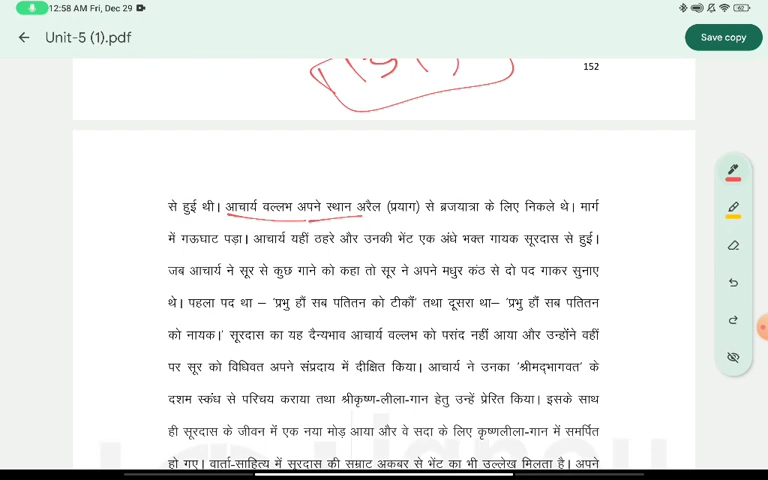 12:58 AM Fri, Dec 29
62
Unit-5 (1).pdf
Save copy
152
से हुई थी। आचार्य वल्लभ अपने स्थान अरैल (प्रयाग) से ब्रजयात्रा के लिए निकले थे। मार्ग
में गऊघाट पड़ा। आचार्य यहीं ठहरे और उनकी भेंट एक अंधे भक्त गायक सूरदास से हुई।
जब आचार्य ने सूर से कुछ गाने को कहा तो सूर ने अपने मधुर कंठ से दो पद गाकर सुनाए
थे। पहला पद था – 'प्रभु हौं सब पतितन को टीकौं' तथा दूसरा था– 'प्रभु हौं सब पतितन
को नायक।' सूरदास का यह दैन्यभाव आचार्य वल्लभ को पसंद नहीं आया और उन्होंने वहीं
पर सूर को विधिवत अपने संप्रदाय में दीक्षित किया। आचार्य ने उनका 'श्रीमद्भागवत' के
दशम स्कंध से परिचय कराया तथा श्रीकृष्ण-लीला-गान हेतु उन्हें प्रेरित किया। इसके साथ
ही सूरदास के जीवन में एक नया मोड़ आया और वे सदा के लिए कृष्णलीला-गान में समर्पित
हो गए। वार्ता-साहित्य में सूरदास की सम्राट अकबर से भेंट का भी उल्लेख मिलता है। अपने